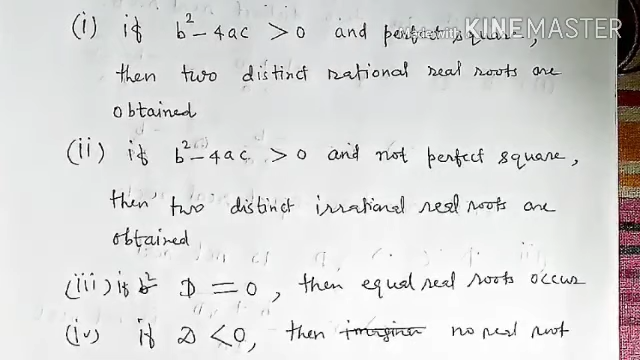 Made with KINEMASTER
(i) if b² - 4ac > 0 and perfect square,
then two distinct rational real roots are
obtained
(ii) if b² - 4ac > 0 and not perfect square,
then two distinct irrational real roots are
obtained
(iii) if D = 0, then equal real roots occur
(iv) if D < 0, then no real root